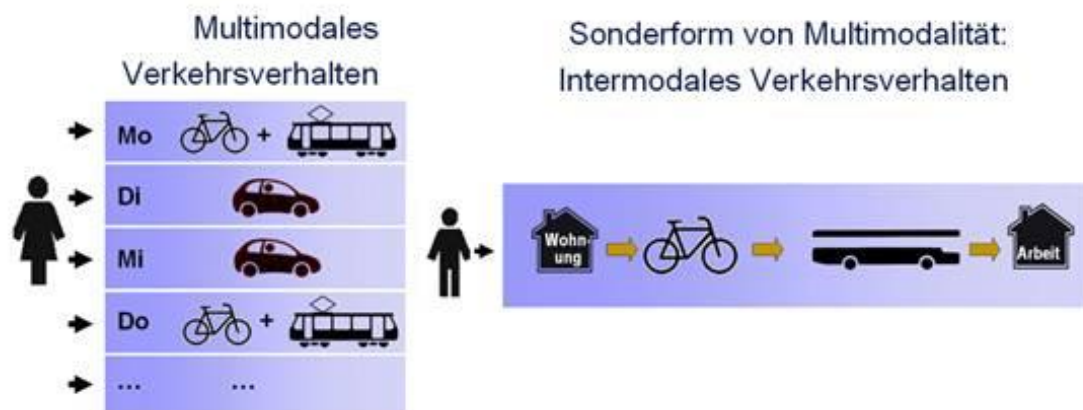 Multimodales
Verkehrsverhalten
Mo +
Di
Mi
Do +
... ...
Sonderform von Multimodalität:
Intermodales Verkehrsverhalten
Wohn-
ung
Arbeit